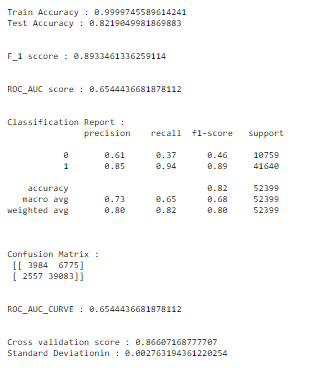 Train Accuracy : 0.9999745589614241
Test Accuracy : 0.8219049981869883
F_1 sccore : 0.8933461336259114
ROC_AUC score : 0.6544436681878112
Classification Report :
precision recall f1-score support
0 0.61 0.37 0.46 10759
1 0.85 0.94 0.89 41640
accuracy 0.82 52399
macro avg 0.73 0.65 0.68 52399
weighted avg 0.80 0.82 0.80 52399
Confusion Matrix :
[[ 3984 6775]
[ 2557 39083]]
ROC_AUC_CURVE : 0.6544436681878112
Cross validation score : 0.86607168777707
Standard Deviationin : 0.002763194361220254